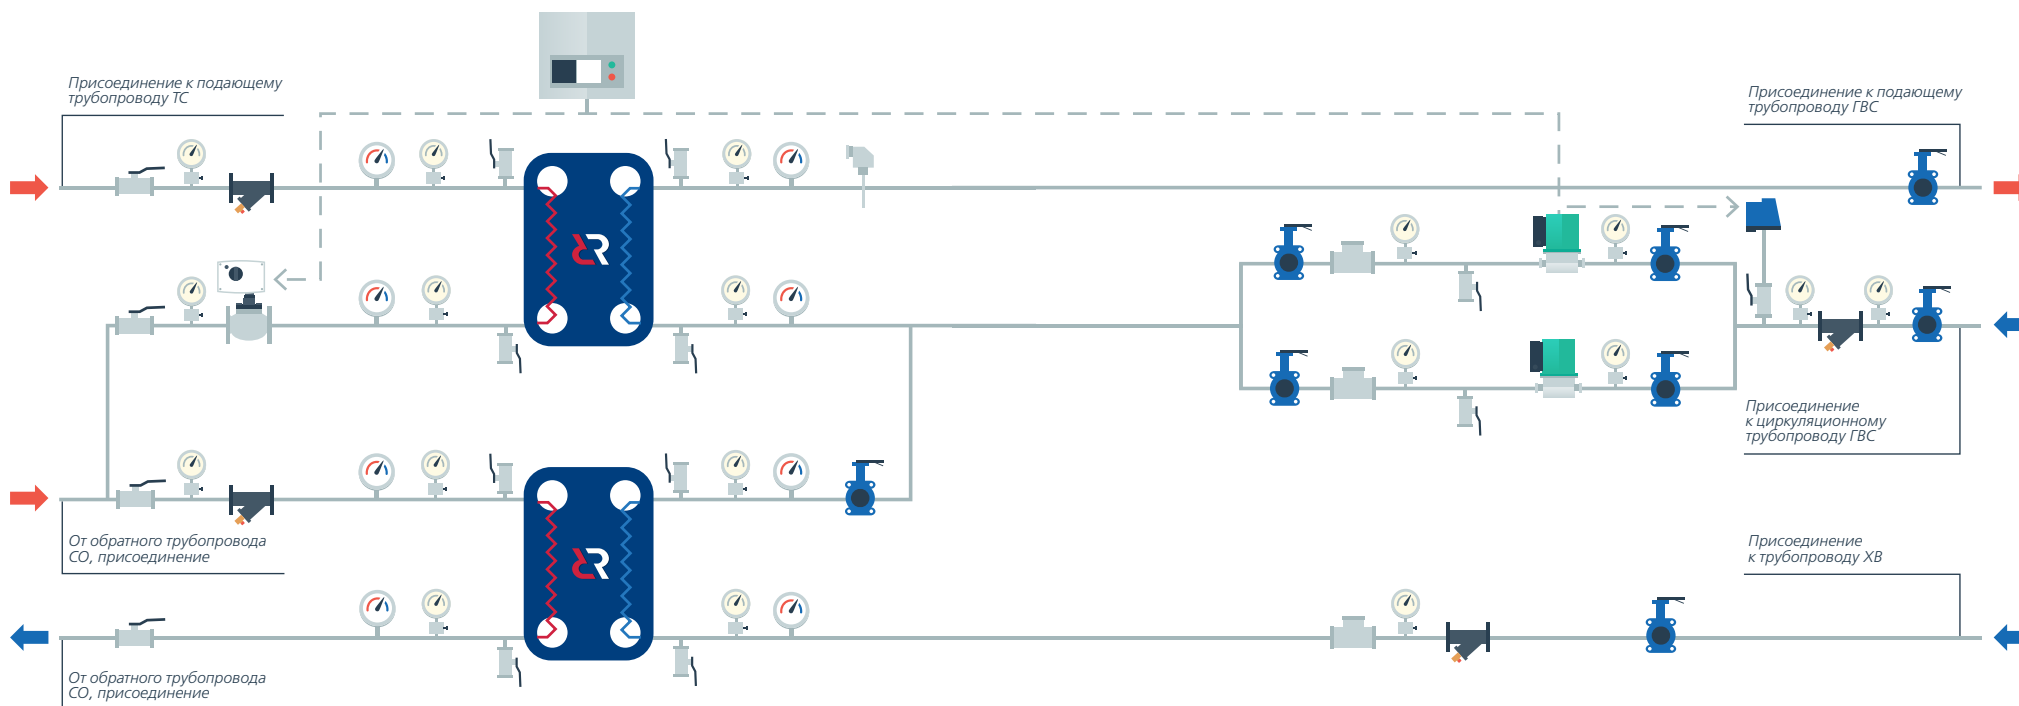 Присоединение к подающему
трубопроводу ТС
Присоединение к подающему
трубопроводу ГВС
Присоединение
к циркуляционному
трубопроводу ГВС
От обратного трубопровода
СО, присоединение
Присоединение
к трубопроводу ХВ
От обратного трубопровода
СО, присоединение